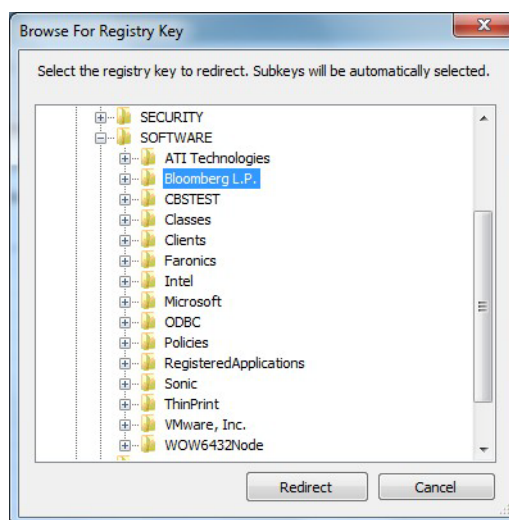 Browse For Registry Key
Select the registry key to redirect. Subkeys will be automatically selected.
SECURITY
SOFTWARE
ATI Technologies
Bloomberg L.P.
CBSTEST
Classes
Clients
Faronics
Intel
Microsoft
ODBC
Policies
RegisteredApplications
Sonic
ThinPrint
VMware, Inc.
WOW6432Node
Redirect Cancel